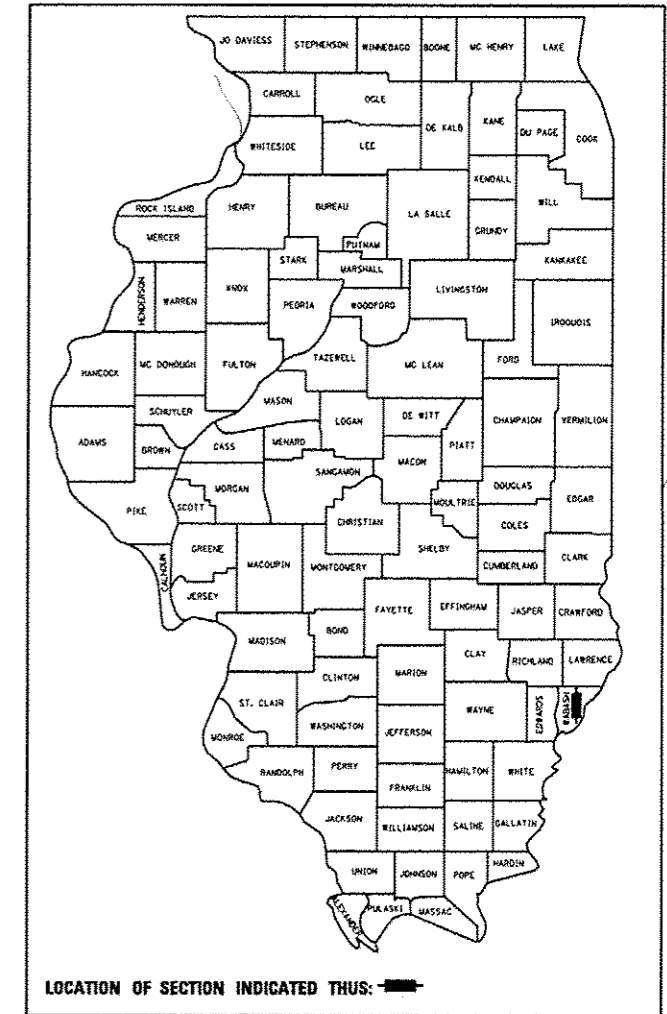 JO DAVIESS STEPHENSON WINNEBAGO BOONE MC HENRY LAKE
CARROLL OGLE DE KALB KANE DU PAGE COOK
WHITESIDE LEE
KENDALL WILL
ROCK ISLAND HENRY BUREAU LA SALLE GRUNDY
MERCER PUTNAM KANKAKEE
STARK MARSHALL
HENDERSON WARREN KNOX PEORIA WOODFORD LIVINGSTON IROQUOIS
HANCOCK MC DONOUGH FULTON TAZEWELL MC LEAN FORD
SCHUYLER MASON LOGAN DE WITT CHAMPAION VERMILION
ADAMS BROWN CASS MENARD MACON PIATT
SANGAMON
PIKE SCOTT MORGAN CHRISTIAN MOULTRIE DOUGLAS EDGAR
COLES
CALHOUN GREENE MACOUPIN MONTGOMERY SHELBY CUMBERLAND CLARK
JERSEY FAYETTE EFFINGHAM JASPER CRAWFORD
MADISON BOND
CLAY RICHLAND LAWRENCE
CLINTON MARION
ST. CLAIR WAYNE EDWARDS WABASH
MONROE WASHINGTON JEFFERSON
RANDOLPH PERRY HAMILTON WHITE
FRANKLIN
JACKSON WILLIAMSON SALINE GALLATIN
UNION JOHNSON POPE HARDIN
ALEXANDER PULASKI MASSAC
LOCATION OF SECTION INDICATED THUS: